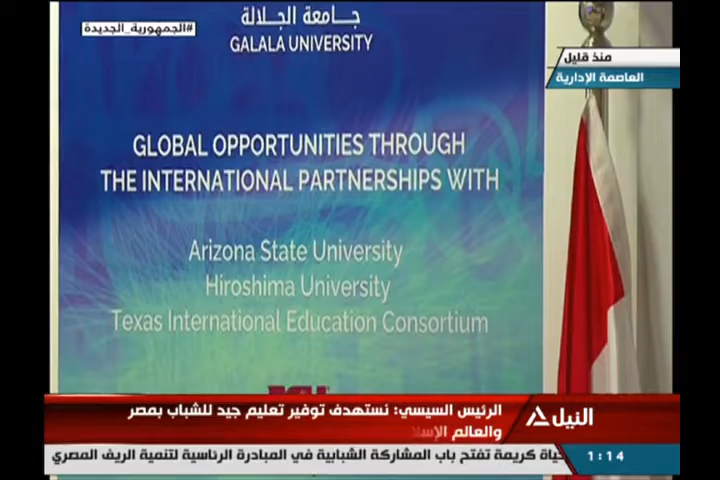 #الجمهورية_الجديدة
جامعة الجلالة
GALALA UNIVERSITY
منذ قليل
العاصمة الإدارية
GLOBAL OPPORTUNITIES THROUGH
THE INTERNATIONAL PARTNERSHIPS WITH
Arizona State University
Hiroshima University
Texas International Education Consortium
الرئيس السيسي: نستهدف توفير تعليم جيد للشباب بمصر
والعالم
النيل
حياة كريمة تفتح باب المشاركة الشبابية في المبادرة الرئاسية لتنمية الريف المصري
1:14